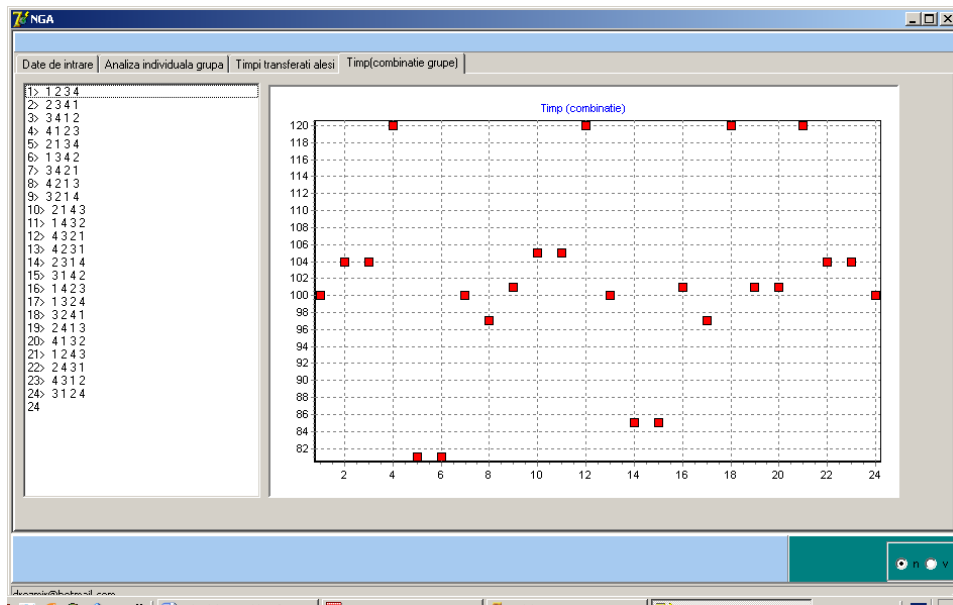 NGA
Date de intrare Analiza individuala grupa Timpi transferati alesi Timp(combinatie grupe)
1> 1 2 3 4
2> 2 3 4 1
3> 3 4 1 2
4> 4 1 2 3
5> 2 1 3 4
6> 1 3 4 2
7> 3 4 2 1
8> 4 2 1 3
9> 3 2 1 4
10> 2 1 4 3
11> 1 4 3 2
12> 4 3 2 1
13> 4 2 3 1
14> 2 3 1 4
15> 3 1 4 2
16> 1 4 2 3
17> 1 3 2 4
18> 3 2 4 1
19> 2 4 1 3
20> 4 1 3 2
21> 1 2 4 3
22> 2 4 3 1
23> 4 3 1 2
24> 3 1 2 4
24
Timp (combinatie)
120
118
116
114
112
110
108
106
104
102
100
98
96
94
92
90
88
86
84
82
2 4 6 8 10 12 14 16 18 20 22 24
n v